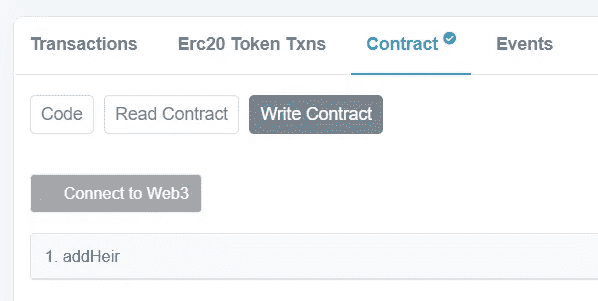 Transactions Erc20 Token Txns Contract Events
Code Read Contract Write Contract
Connect to Web3
1. addHeir